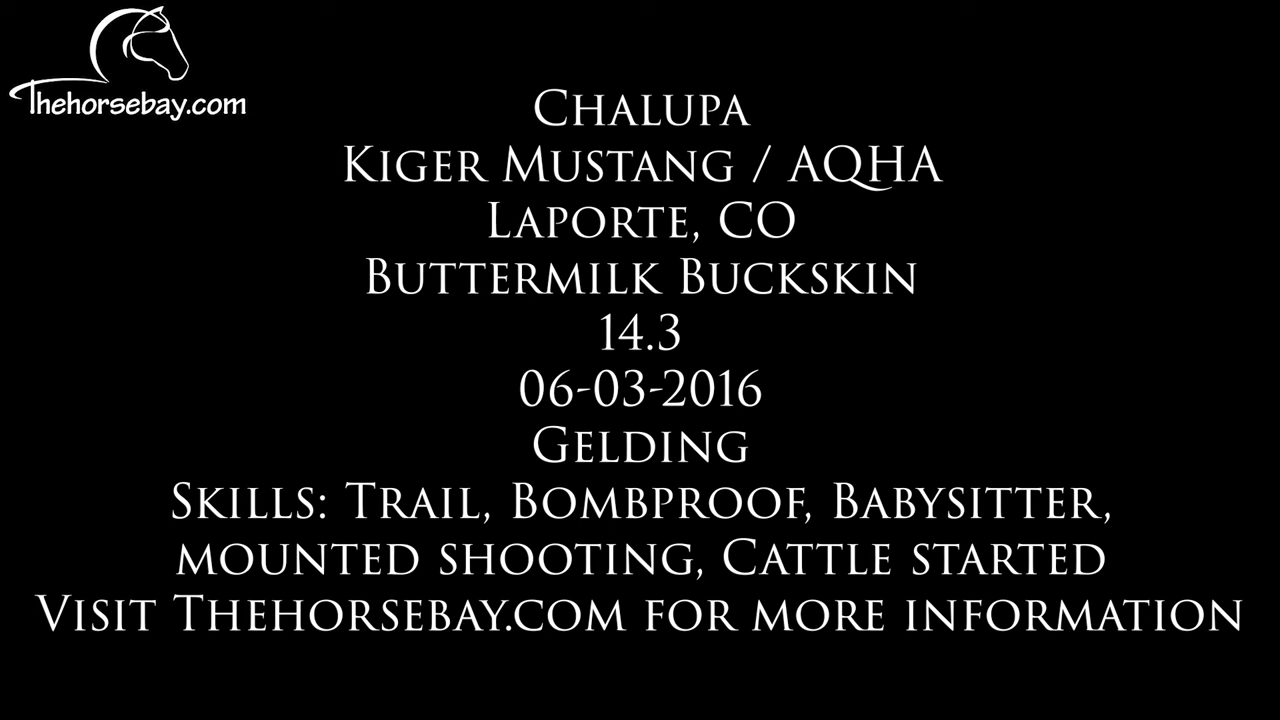 Thehorsebay.com
Chalupa
Kiger Mustang / AQHA
Laporte, CO
Buttermilk Buckskin
14.3
06-03-2016
Gelding
Skills: Trail, Bombproof, Babysitter,
mounted shooting, Cattle started
Visit Thehorsebay.com for more information